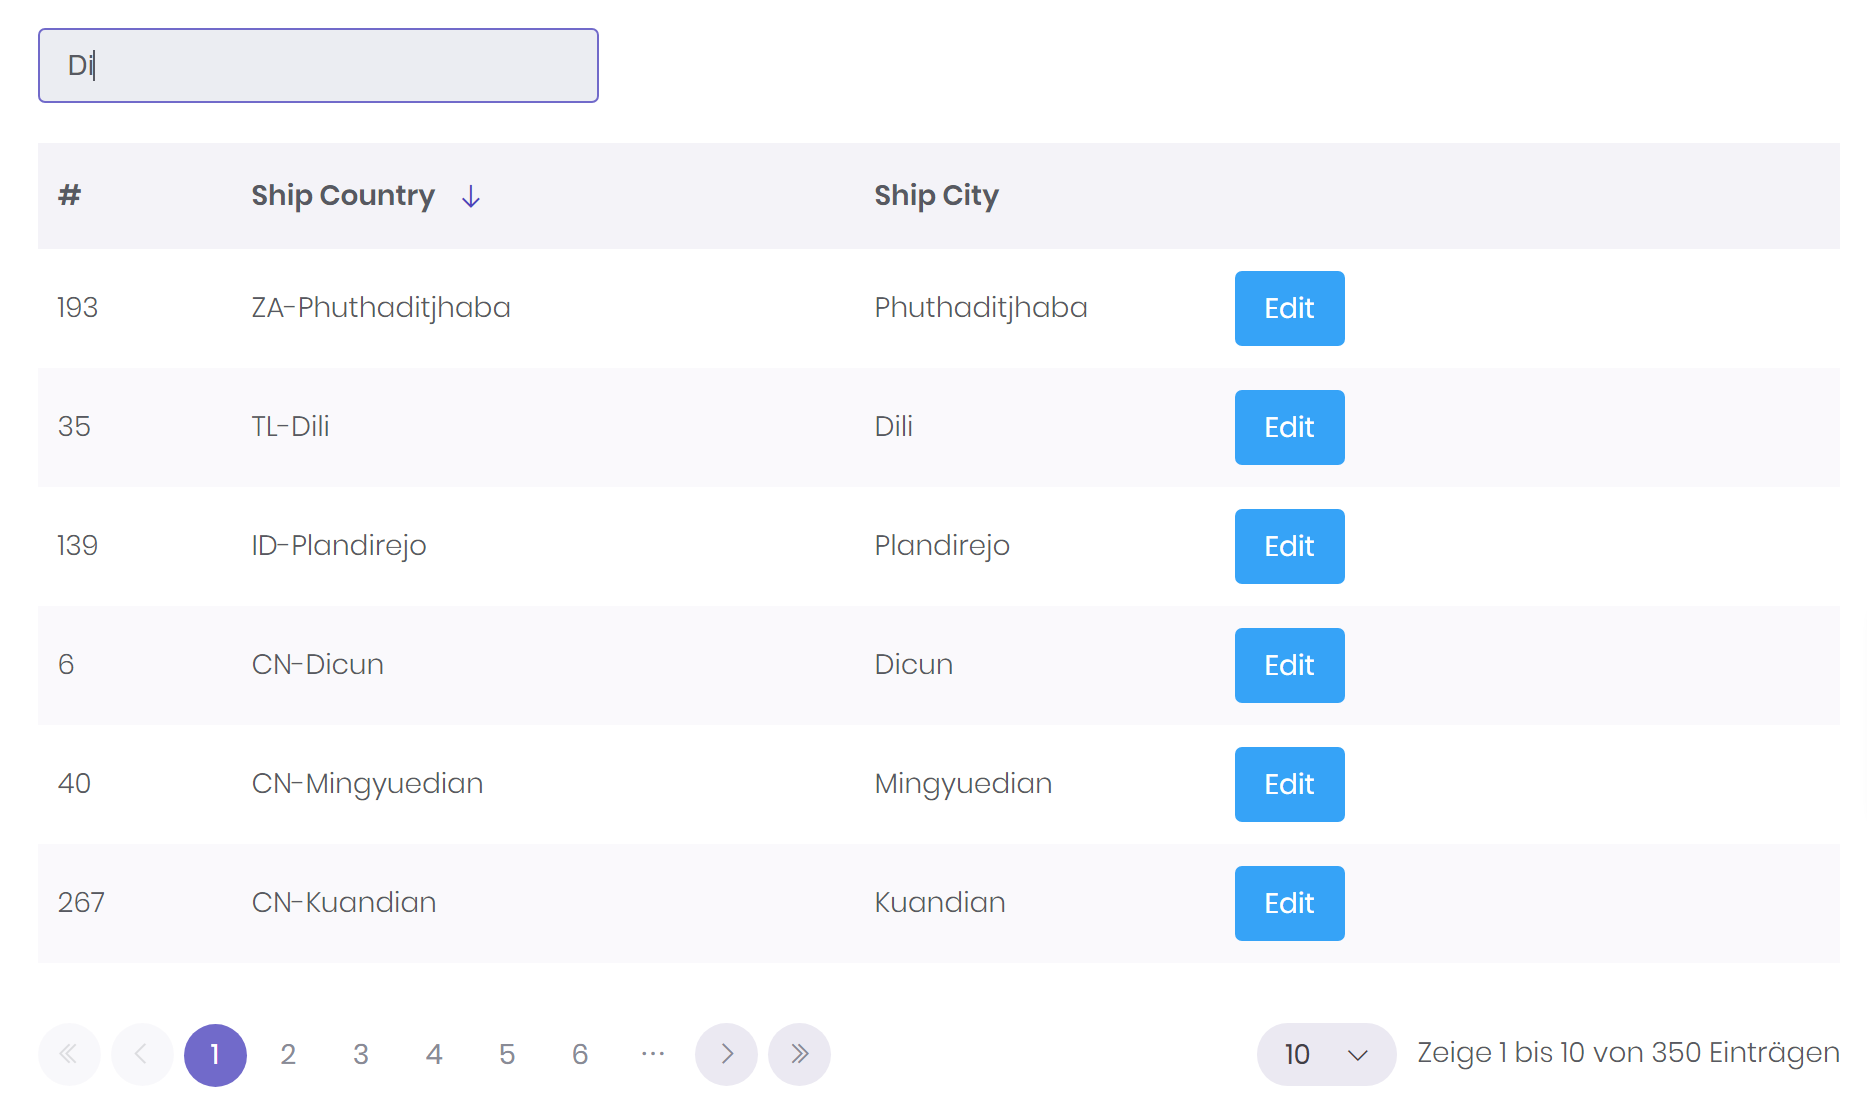 Di
# Ship Country Ship City
193 ZA-Phuthaditjhaba Phuthaditjhaba Edit
35 TL-Dili Dili Edit
139 ID-Plandirejo Plandirejo Edit
6 CN-Dicun Dicun Edit
40 CN-Mingyuedian Mingyuedian Edit
267 CN-Kuandian Kuandian Edit
1 2 3 4 5 6 ... 10 Zeige 1 bis 10 von 350 Einträgen